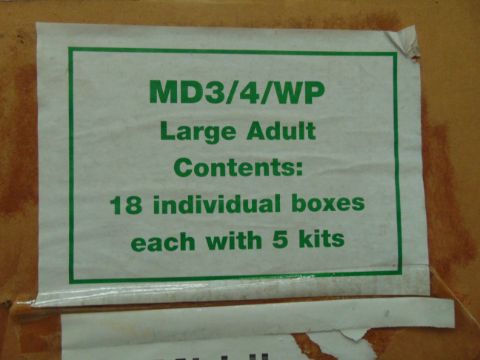 MD3/4/WP
Large Adult
Contents:
18 individual boxes
each with 5 kits